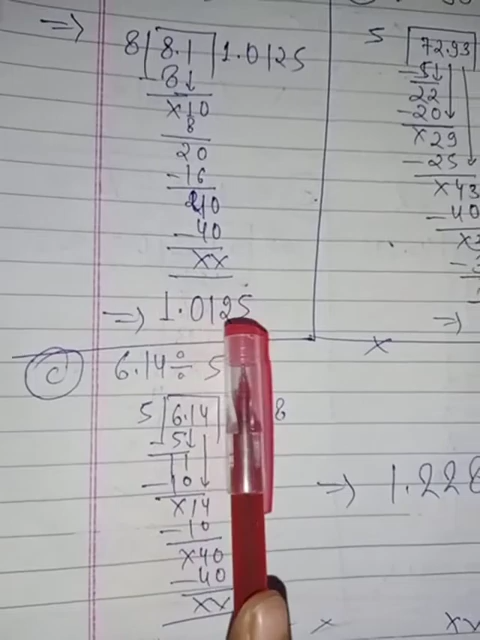 => 8 8.1 1.0125
- 8↓
x10
8
20
- 16
40
- 40
xx
=> 1.0125
5 72.93
- 5↓
22
- 20↓
x29
- 25
x43
- 40
=>
x
(c) 6.14 ÷ 5
5 6.14 8
- 5↓
11
- 10↓
x14
- 10
x40
- 40
xx
=> 1.228
x